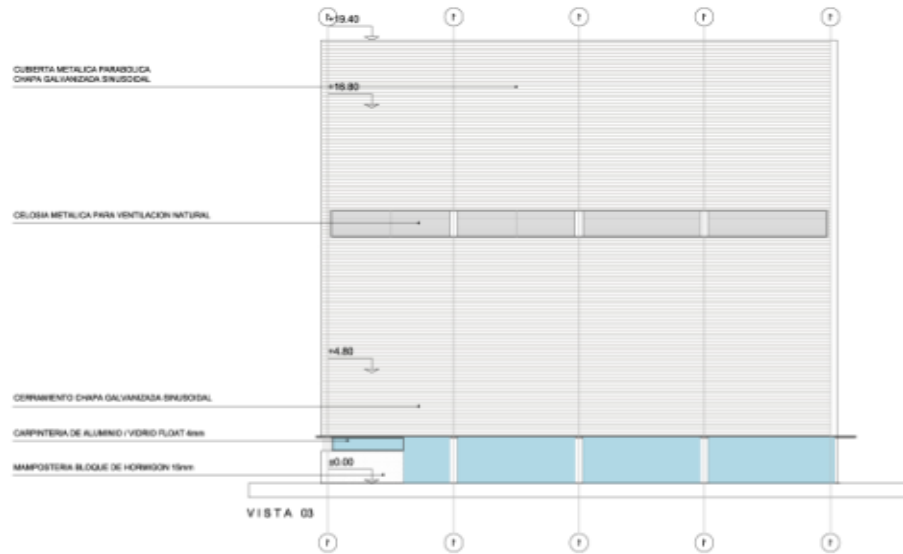 +19.40
CUBIERTA METALICA PARABOLICA
CHAPA GALVANIZADA SINUSOIDAL
+16.80
CELOSIA METALICA PARA VENTILACION NATURAL
+4.80
CERRAMIENTO CHAPA GALVANIZADA SINUSOIDAL
CARPINTERIA DE ALUMINIO / VIDRIO FLOAT 4mm
±0.00
MAMPOSTERIA BLOQUE DE HORMIGON 15mm
VISTA 03